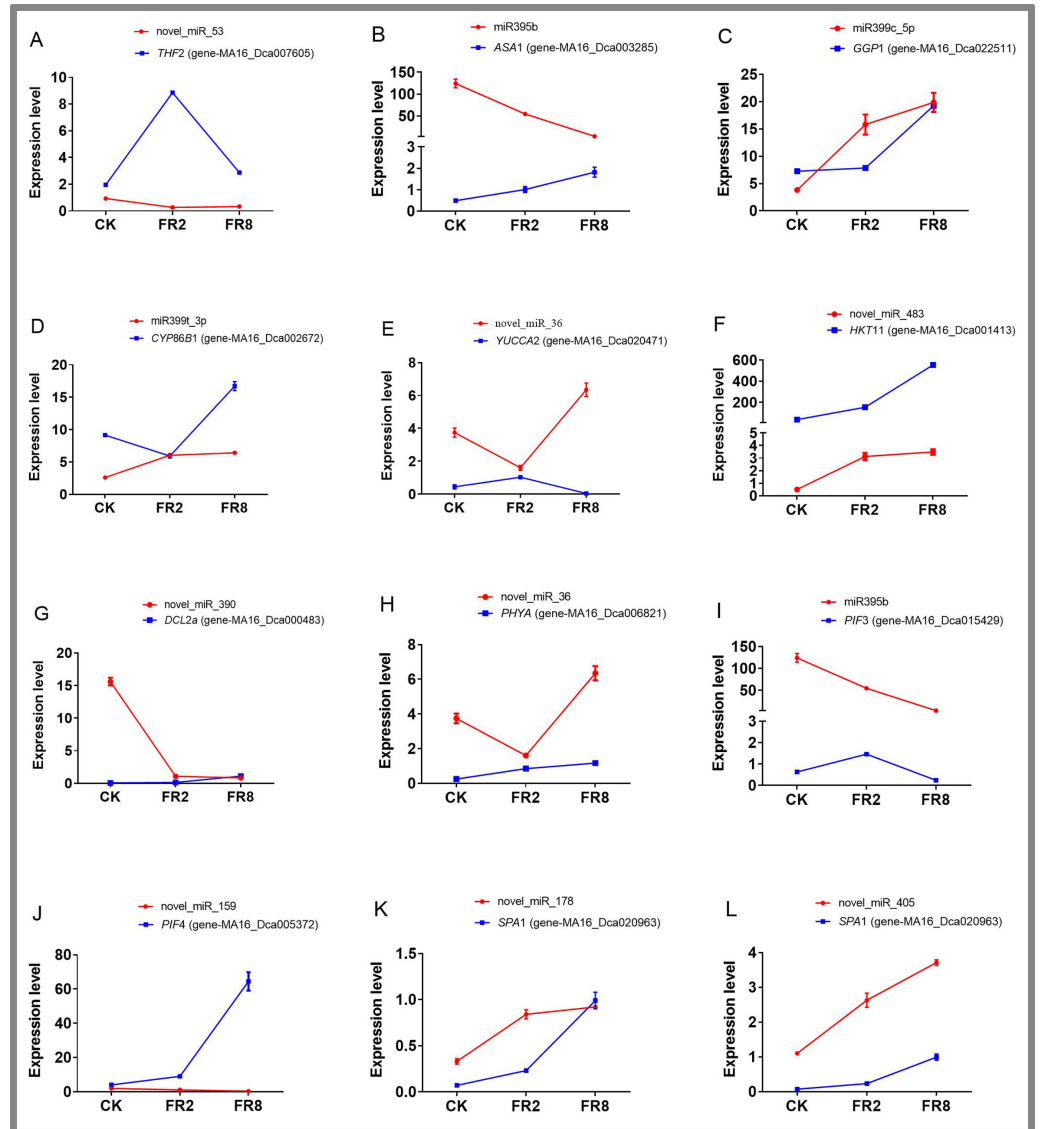 A
novel_miR_53
THF2 (gene-MA16_Dca007605)
Expression level
10
8
6
4
2
0
CK FR2 FR8
B
miR395b
ASA1 (gene-MA16_Dca003285)
Expression level
150
100
50
3
2
1
0
CK FR2 FR8
C
miR399c_5p
GGP1 (gene-MA16_Dca022511)
Expression level
25
20
15
10
5
0
CK FR2 FR8
D
miR399t_3p
CYP86B1 (gene-MA16_Dca002672)
Expression level
20
15
10
5
0
CK FR2 FR8
E
novel_miR_36
YUCCA2 (gene-MA16_Dca020471)
Expression level
8
6
4
2
0
CK FR2 FR8
F
novel_miR_483
HKT11 (gene-MA16_Dca001413)
Expression level
600
400
200
5
4
3
2
1
0
CK FR2 FR8
G
novel_miR_390
DCL2a (gene-MA16_Dca000483)
Expression level
20
15
10
5
0
CK FR2 FR8
H
novel_miR_36
PHYA (gene-MA16_Dca006821)
Expression level
8
6
4
2
0
CK FR2 FR8
I
miR395b
PIF3 (gene-MA16_Dca015429)
Expression level
150
100
50
3
2
1
0
CK FR2 FR8
J
novel_miR_159
PIF4 (gene-MA16_Dca005372)
Expression level
80
60
40
20
0
CK FR2 FR8
K
novel_miR_178
SPA1 (gene-MA16_Dca020963)
Expression level
1.5
1.0
0.5
0.0
CK FR2 FR8
L
novel_miR_405
SPA1 (gene-MA16_Dca020963)
Expression level
4
3
2
1
0
CK FR2 FR8